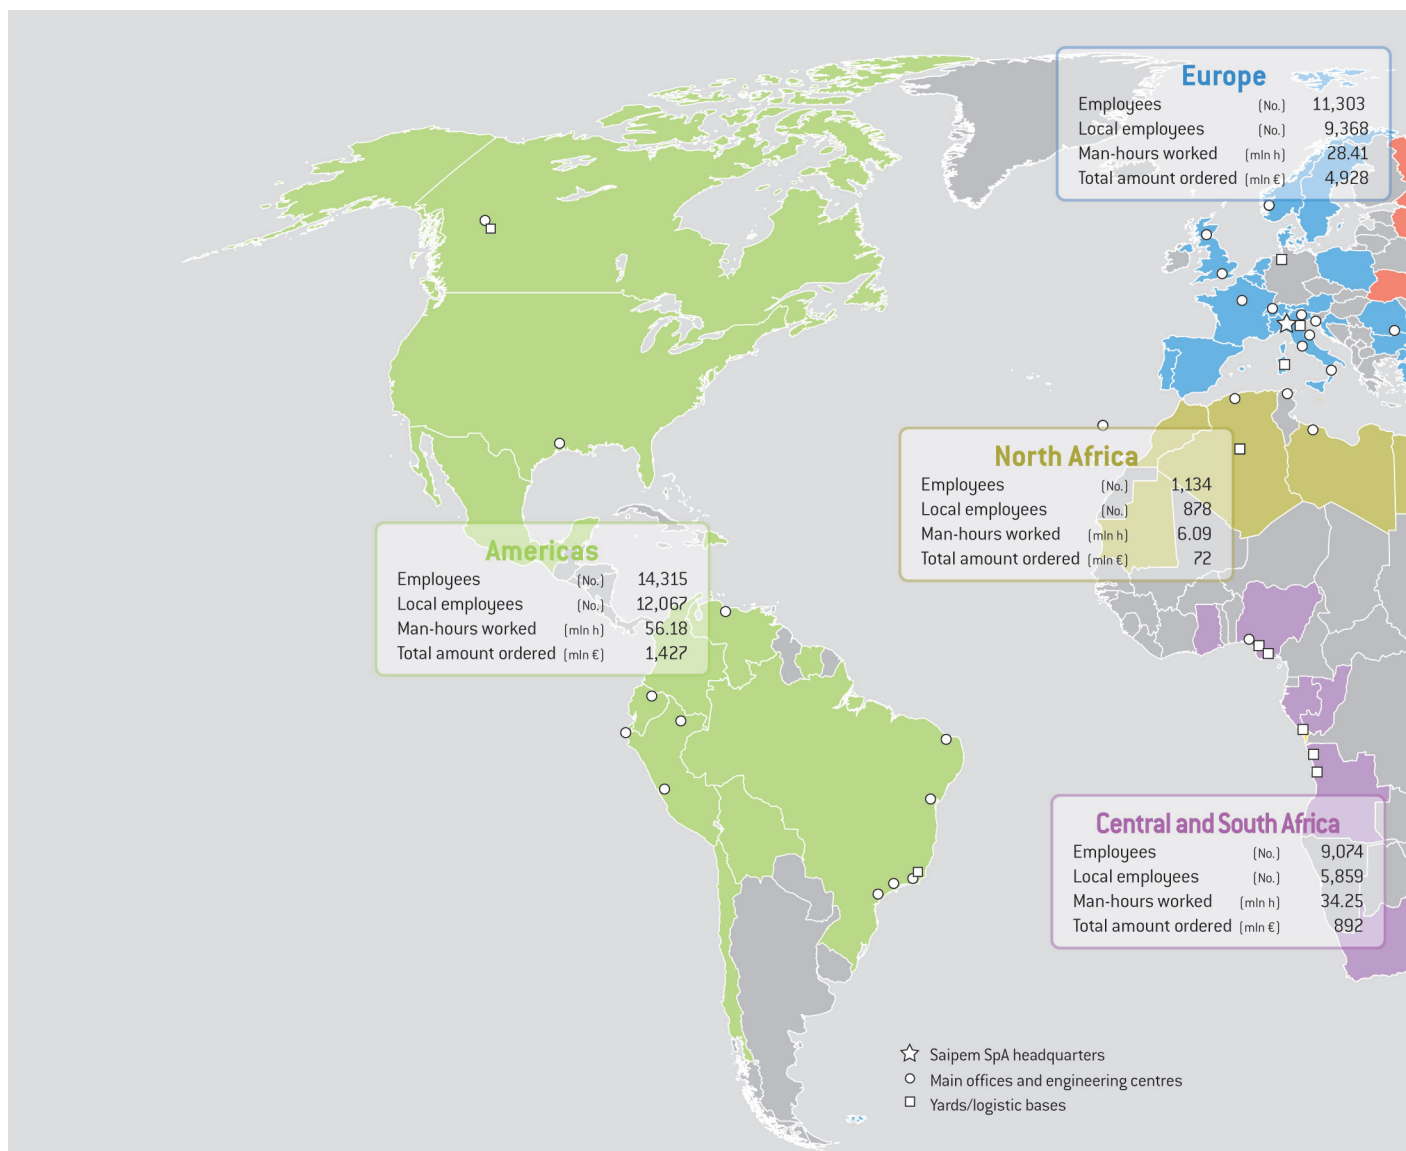 Europe
Employees (No.) 11,303
Local employees (No.) 9,368
Man-hours worked (mln h) 28.41
Total amount ordered (mln €) 4,928
North Africa
Employees (No.) 1,134
Local employees (No.) 878
Man-hours worked (mln h) 6.09
Total amount ordered (mln €) 72
Americas
Employees (No.) 14,315
Local employees (No.) 12,067
Man-hours worked (mln h) 56.18
Total amount ordered (mln €) 1,427
Central and South Africa
Employees (No.) 9,074
Local employees (No.) 5,859
Man-hours worked (mln h) 34.25
Total amount ordered (mln €) 892
Saipem SpA headquarters
Main offices and engineering centres
Yards/logistic bases